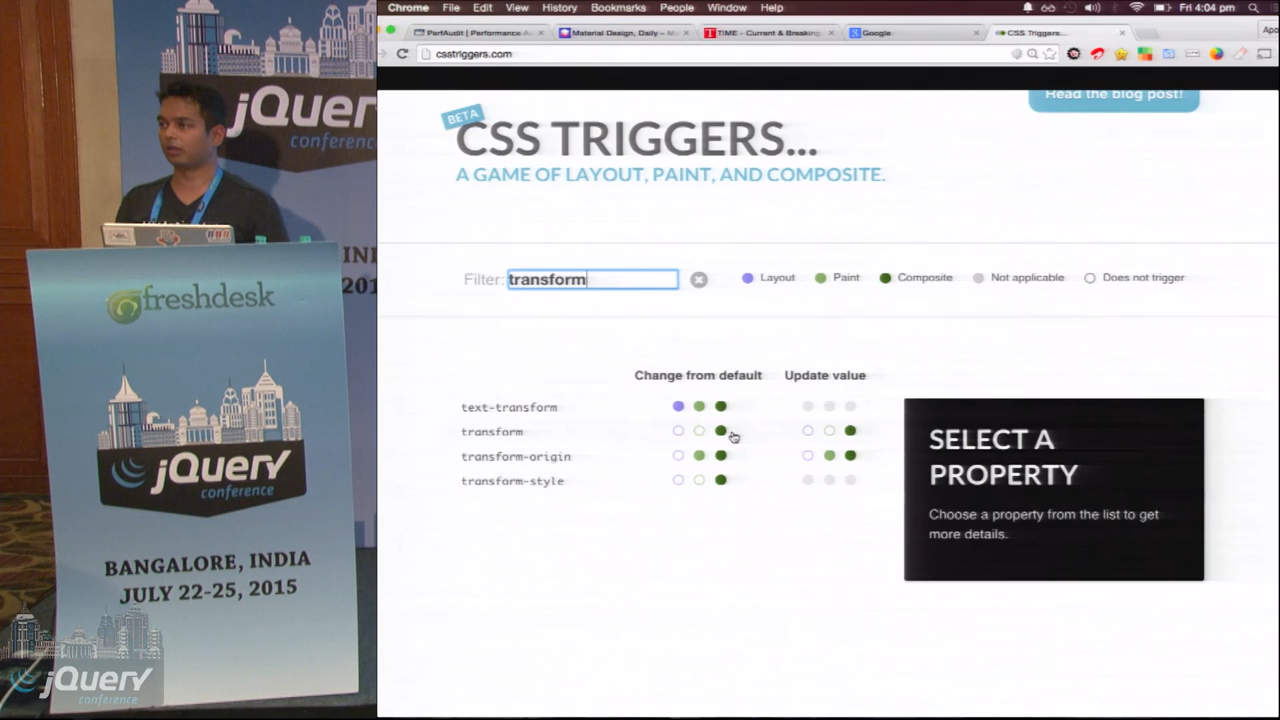 Chrome File Edit View History Bookmarks People Window Help
Fri 4:04 pm
PerfAudit | Performance A
Material Design, Daily – M
TIME - Current & Breaking
Google
CSS Triggers...
csstriggers.com
Read the blog post!
BETA
CSS TRIGGERS...
A GAME OF LAYOUT, PAINT, AND COMPOSITE.
Filter: transform
Layout Paint Composite Not applicable Does not trigger
Change from default Update value
text-transform
transform
transform-origin
transform-style
SELECT A
PROPERTY
Choose a property from the list to get
more details.
jQuery
conferenc
IN
201
freshdesk
jQuery
conference
BANGALORE, INDIA
JULY 22-25, 2015
jQuery
conference